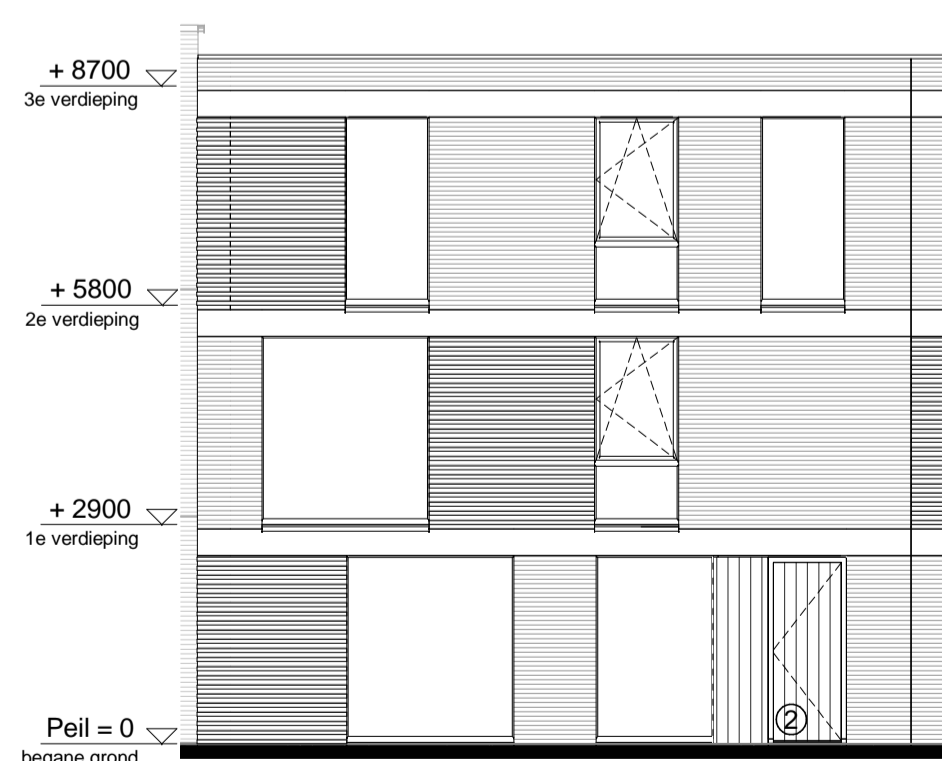 + 8700
3e verdieping
+ 5800
2e verdieping
+ 2900
1e verdieping
Peil = 0
begane grond
2